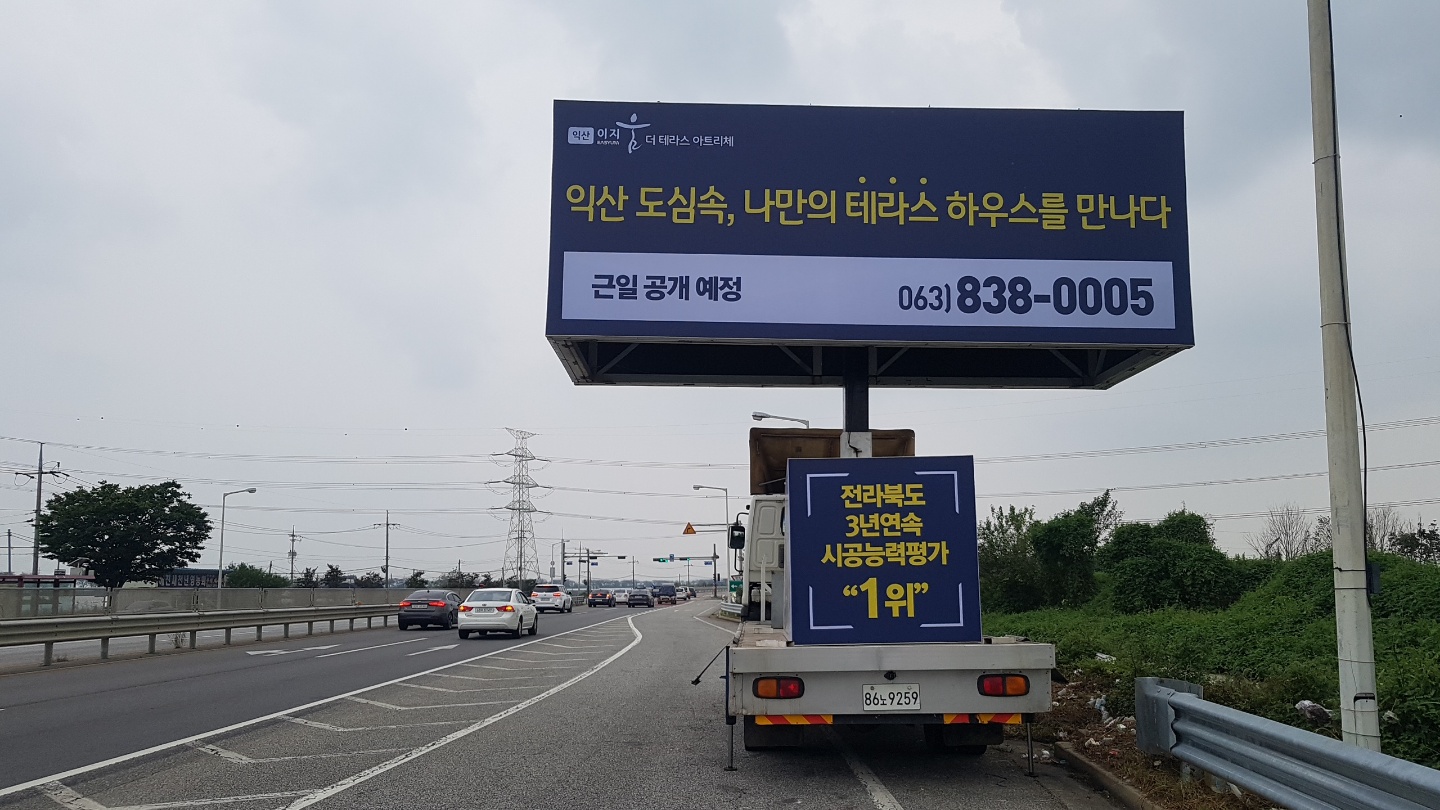 익산 이지움 더 테라스 아트리체
EASYUM
익산 도심속, 나만의 테라스 하우스를 만나다
근일 공개 예정
063) 838-0005
전라북도
3년연속
시공능력평가
“1위”
86노9259